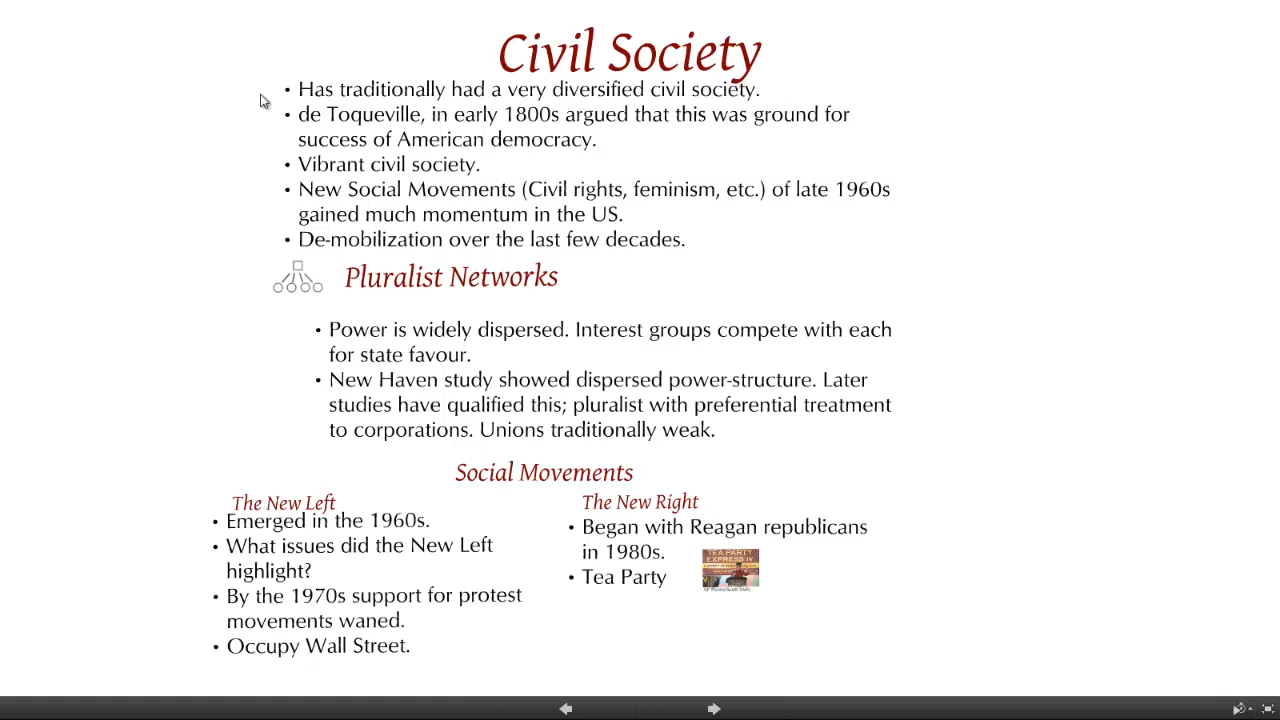 Civil Society
• Has traditionally had a very diversified civil society.
• de Toqueville, in early 1800s argued that this was ground for
success of American democracy.
• Vibrant civil society.
• New Social Movements (Civil rights, feminism, etc.) of late 1960s
gained much momentum in the US.
• De-mobilization over the last few decades.
Pluralist Networks
• Power is widely dispersed. Interest groups compete with each
for state favour.
• New Haven study showed dispersed power-structure. Later
studies have qualified this; pluralist with preferential treatment
to corporations. Unions traditionally weak.
Social Movements
The New Left
• Emerged in the 1960s.
• What issues did the New Left
highlight?
• By the 1970s support for protest
movements waned.
• Occupy Wall Street.
The New Right
• Began with Reagan republicans
in 1980s.
• Tea Party
TEA PARTY
EXPRESS IV